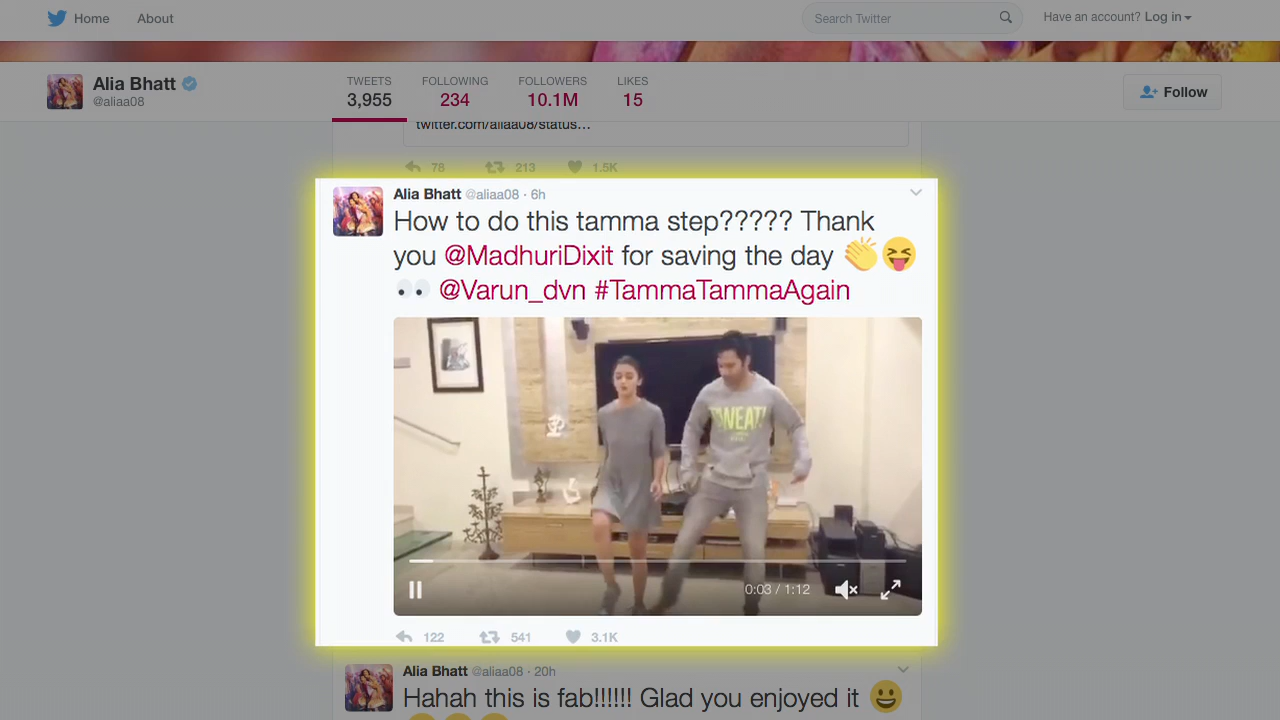 Home About Search Twitter Have an account? Log in
Alia Bhatt
@aliaa08
TWEETS FOLLOWING FOLLOWERS LIKES
3,955 234 10.1M 15
Follow
twitter.com/aliaa08/status…
78 213 1.5K
Alia Bhatt @aliaa08 · 6h
How to do this tamma step????? Thank
you @MadhuriDixit for saving the day 👏😝
👀 @Varun_dvn #TammaTammaAgain
SWEAT!
0:03 / 1:12
122 541 3.1K
Alia Bhatt @aliaa08 · 20h
Hahah this is fab!!!!!! Glad you enjoyed it 😀